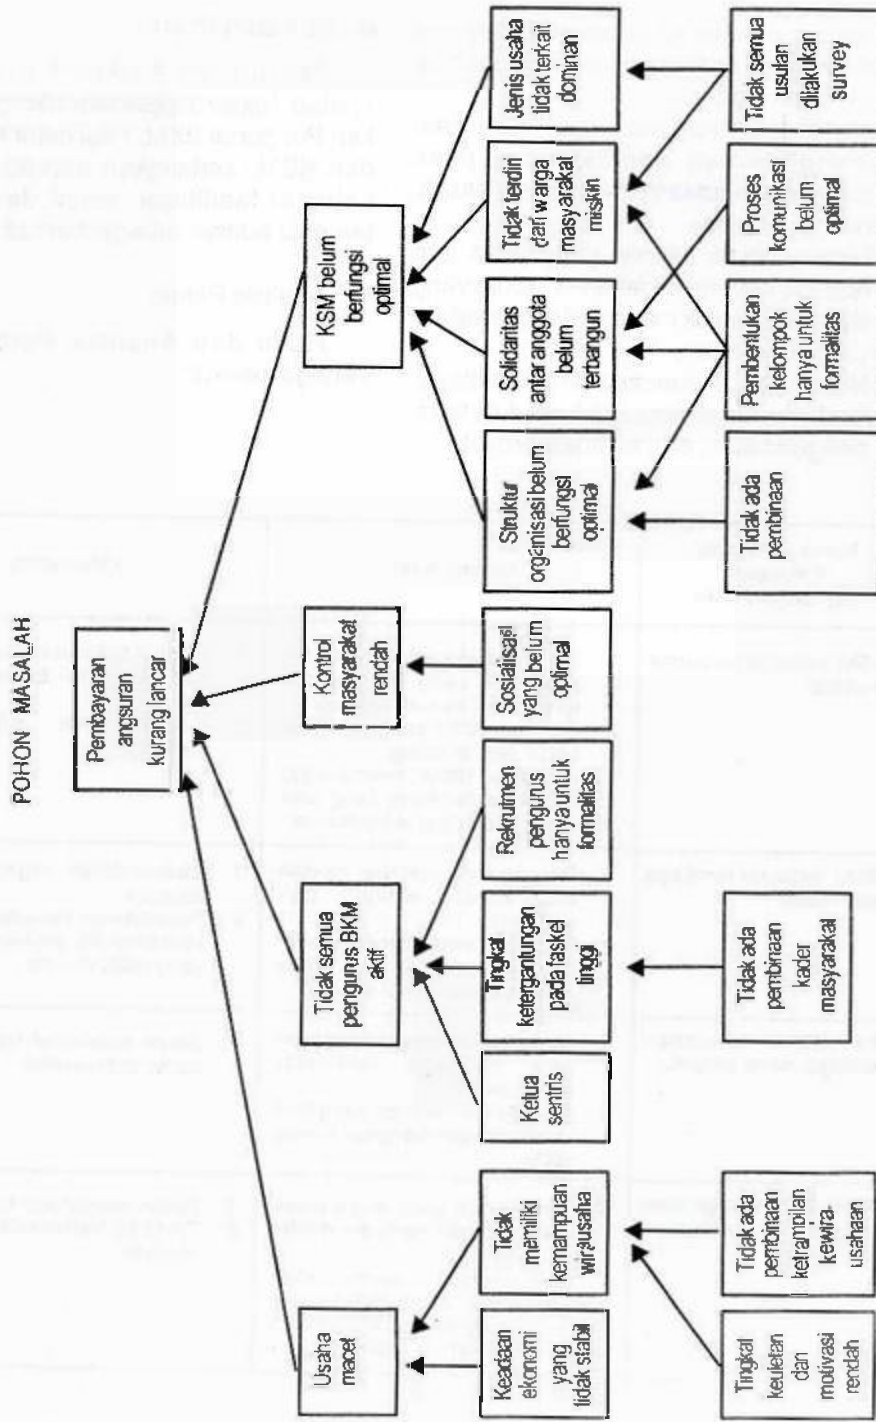 POHON MASALAH
Pembayaran
angsuran
kurang lancar
Usaha
macet
Tidak semua
pengurus BKM
aktif
Kontrol
masyarakat
rendah
KSM belum
berfungsi
optimal
Keadaan
ekonomi
yang
tidak stabil
Tidak
memiliki
kemampuan
wirausaha
Ketua
sentris
Tingkat
ketergantungan
pada faskel
tinggi
Rekrutmen
pengurus
hanya untuk
formalitas
Sosialisasi
yang belum
optimal
Struktur
organisasi belum
berfungsi
optimal
Solidaritas
antar anggota
belum
terbangun
Tidak terdiri
dari warga
masyarakat
miskin
Jenis usaha
tidak terkait
dominan
Tingkat
keuletan
dan
motivasi
rendah
Tidak ada
pembinaan
ketrampilan
kewira
usahaan
Tidak ada
pembinaan
kader
masyarakat
Tidak ada
pembinaan
Pembentukan
kelompok
hanya untuk
formalitas
Proses
komunikasi
belum
optimal
Tidak semua
usulan
dilakukan
survey